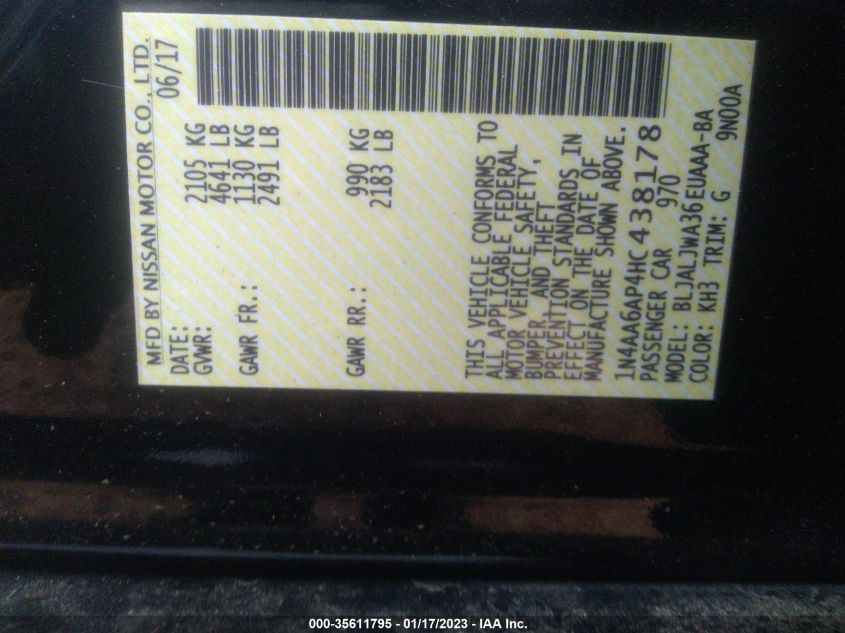 MFD BY NISSAN MOTOR CO., LTD.
DATE: 06/17
GVWR: 2105 KG
4641 LB
GAWR FR.: 1130 KG
2491 LB
GAWR RR.: 990 KG
2183 LB
THIS VEHICLE CONFORMS TO
ALL APPLICABLE FEDERAL
MOTOR VEHICLE SAFETY,
BUMPER, AND THEFT
PREVENTION STANDARDS IN
EFFECT ON THE DATE OF
MANUFACTURE SHOWN ABOVE.
1N4AA6AP4HC438178
PASSENGER CAR 970
MODEL: BLJALJWA36EUAAA-BA
COLOR: KH3 TRIM: G 9N00A
000-35611795 - 01/17/2023 - IAA Inc.